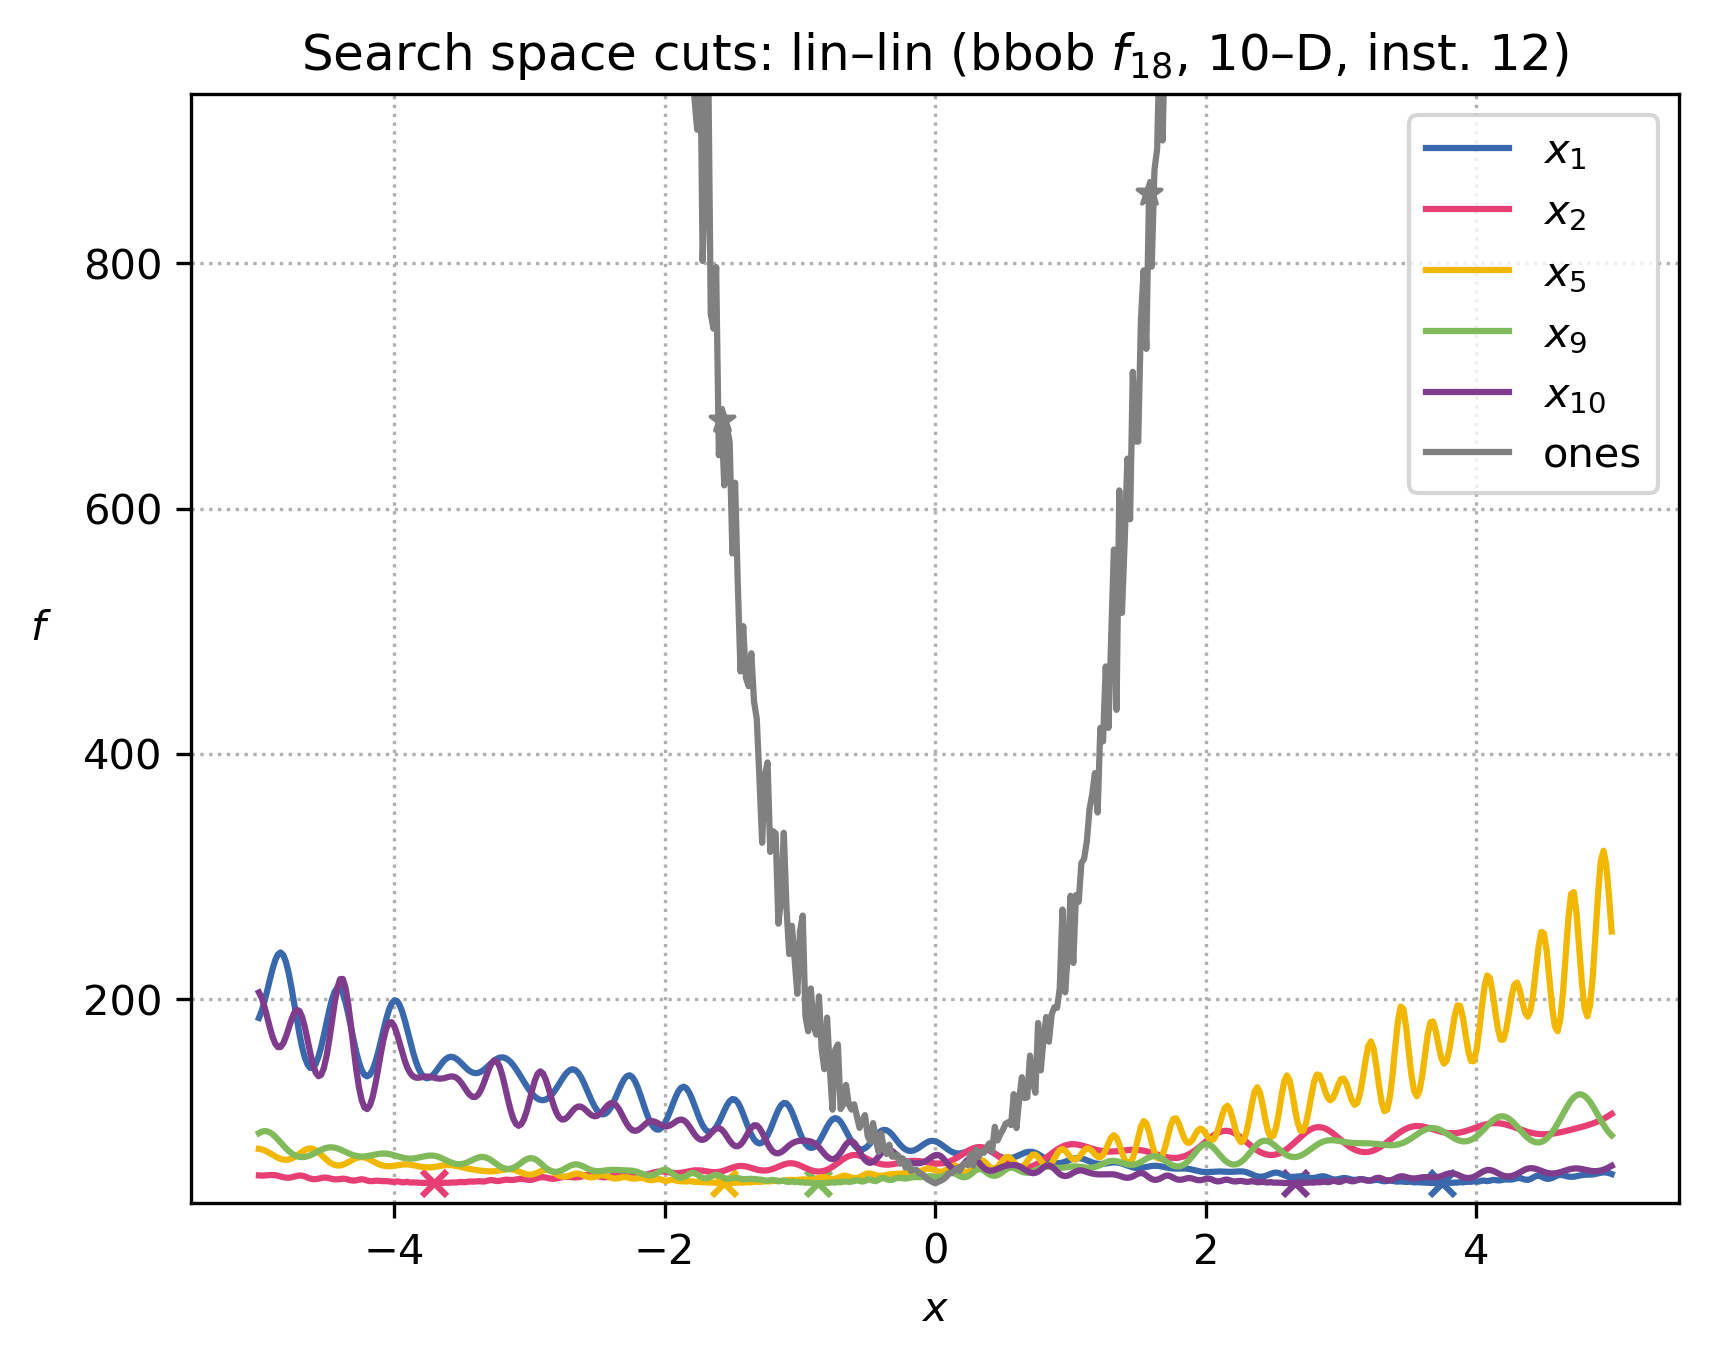 Search space cuts: lin–lin (bbob f₁₈, 10–D, inst. 12)
x₁
x₂
x₅
x₉
x₁₀
ones
800
600
400
200
f
−4
−2
0
2
4
x